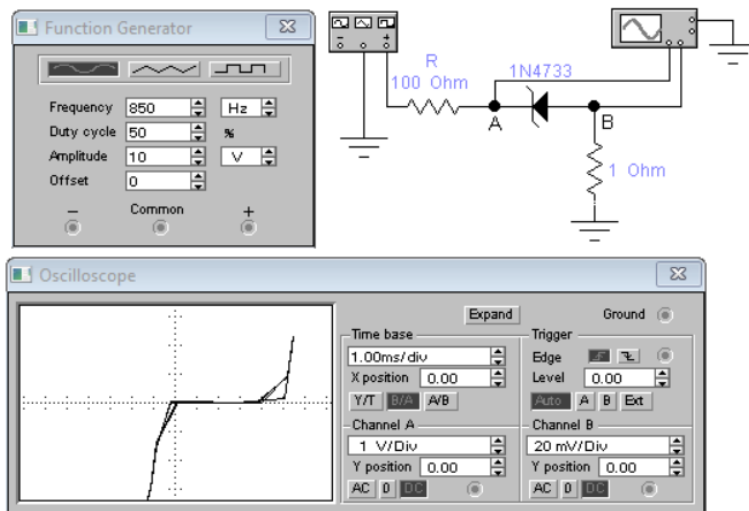 Function Generator
Frequency 850 Hz
Duty cycle 50 %
Amplitude 10 V
Offset 0
− Common +
− +
R
100 Ohm
1N4733
A
B
1 Ohm
Oscilloscope
Expand
Ground
Time base
1.00ms/div
X position 0.00
Y/T B/A A/B
Trigger
Edge
Level 0.00
Auto A B Ext
Channel A
1 V/Div
Y position 0.00
AC 0 DC
Channel B
20 mV/Div
Y position 0.00
AC 0 DC